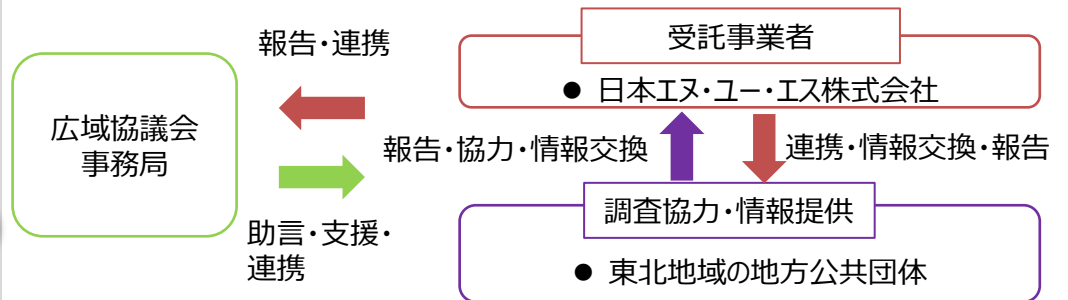 受託事業者
● 日本エヌ・ユー・エス株式会社
報告・連携
広域協議会
事務局
報告・協力・情報交換
連携・情報交換・報告
助言・支援・
連携
調査協力・情報提供
● 東北地域の地方公共団体